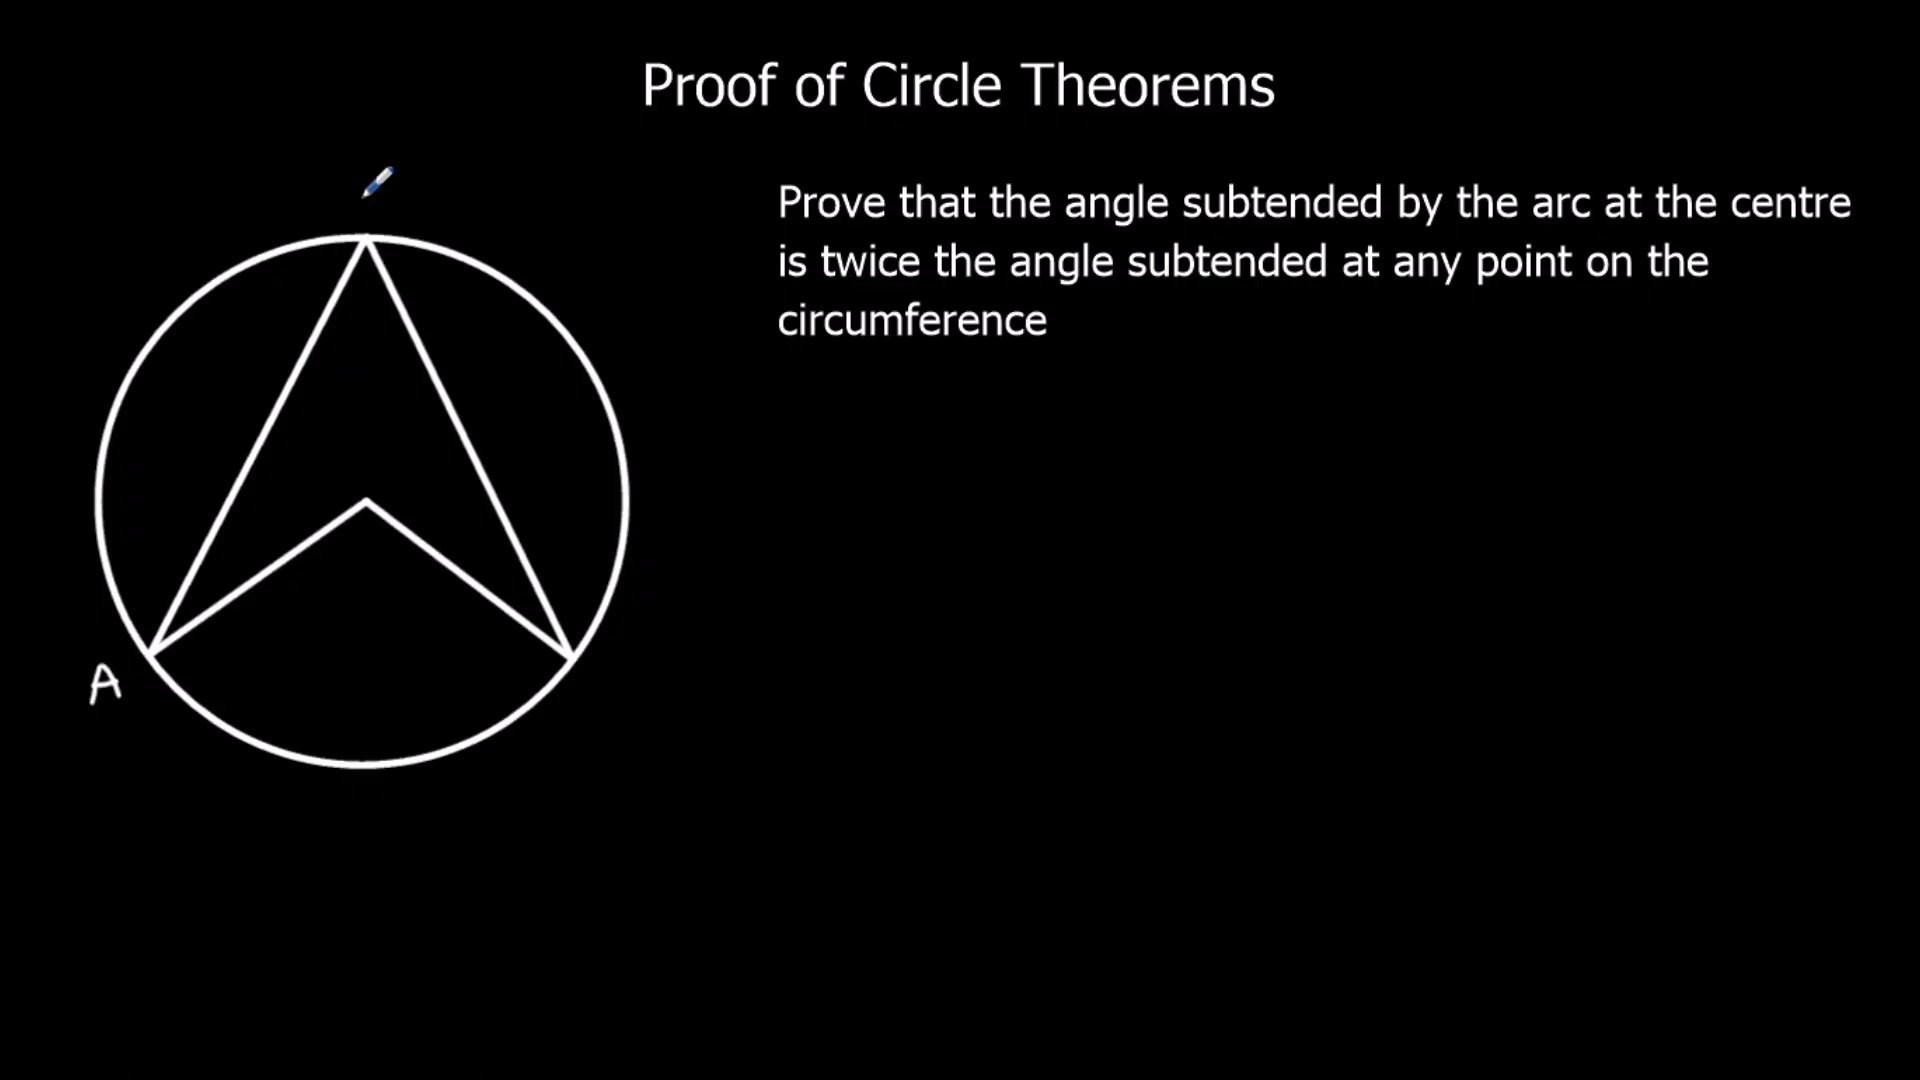 Proof of Circle Theorems
Prove that the angle subtended by the arc at the centre
is twice the angle subtended at any point on the
circumference
A